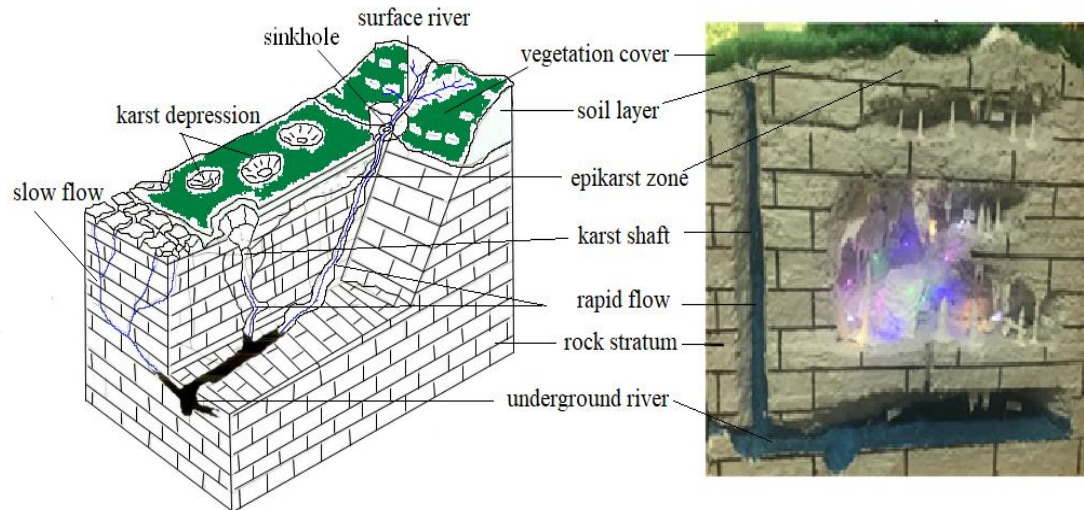 surface river
sinkhole
vegetation cover
karst depression
soil layer
slow flow
epikarst zone
karst shaft
rapid flow
rock stratum
underground river